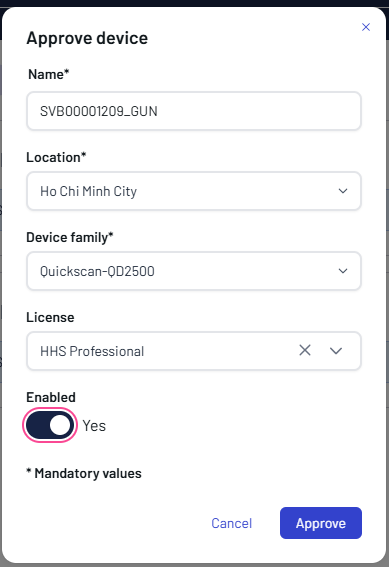 Approve device
Name*
SVB00001209_GUN
Location*
Ho Chi Minh City
Device family*
Quickscan-QD2500
License
HHS Professional
Enabled
Yes
* Mandatory values
Cancel
Approve